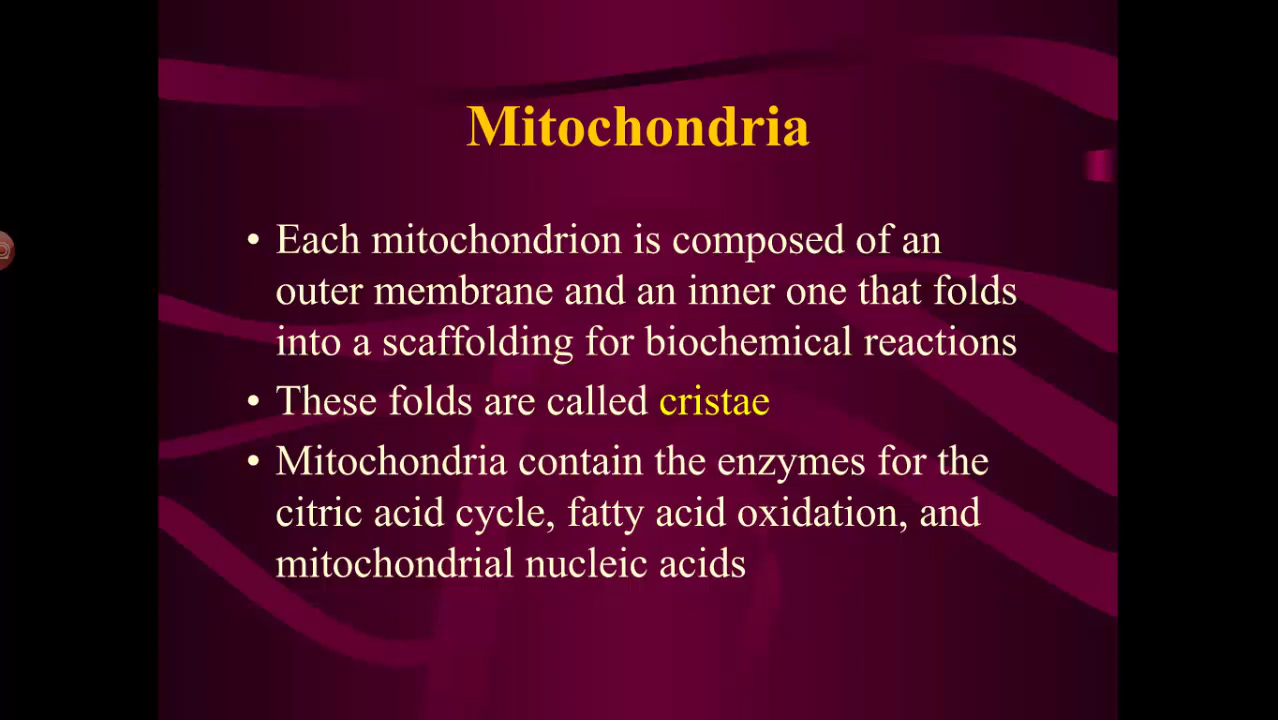 Mitochondria
• Each mitochondrion is composed of an
outer membrane and an inner one that folds
into a scaffolding for biochemical reactions
• These folds are called cristae
• Mitochondria contain the enzymes for the
citric acid cycle, fatty acid oxidation, and
mitochondrial nucleic acids